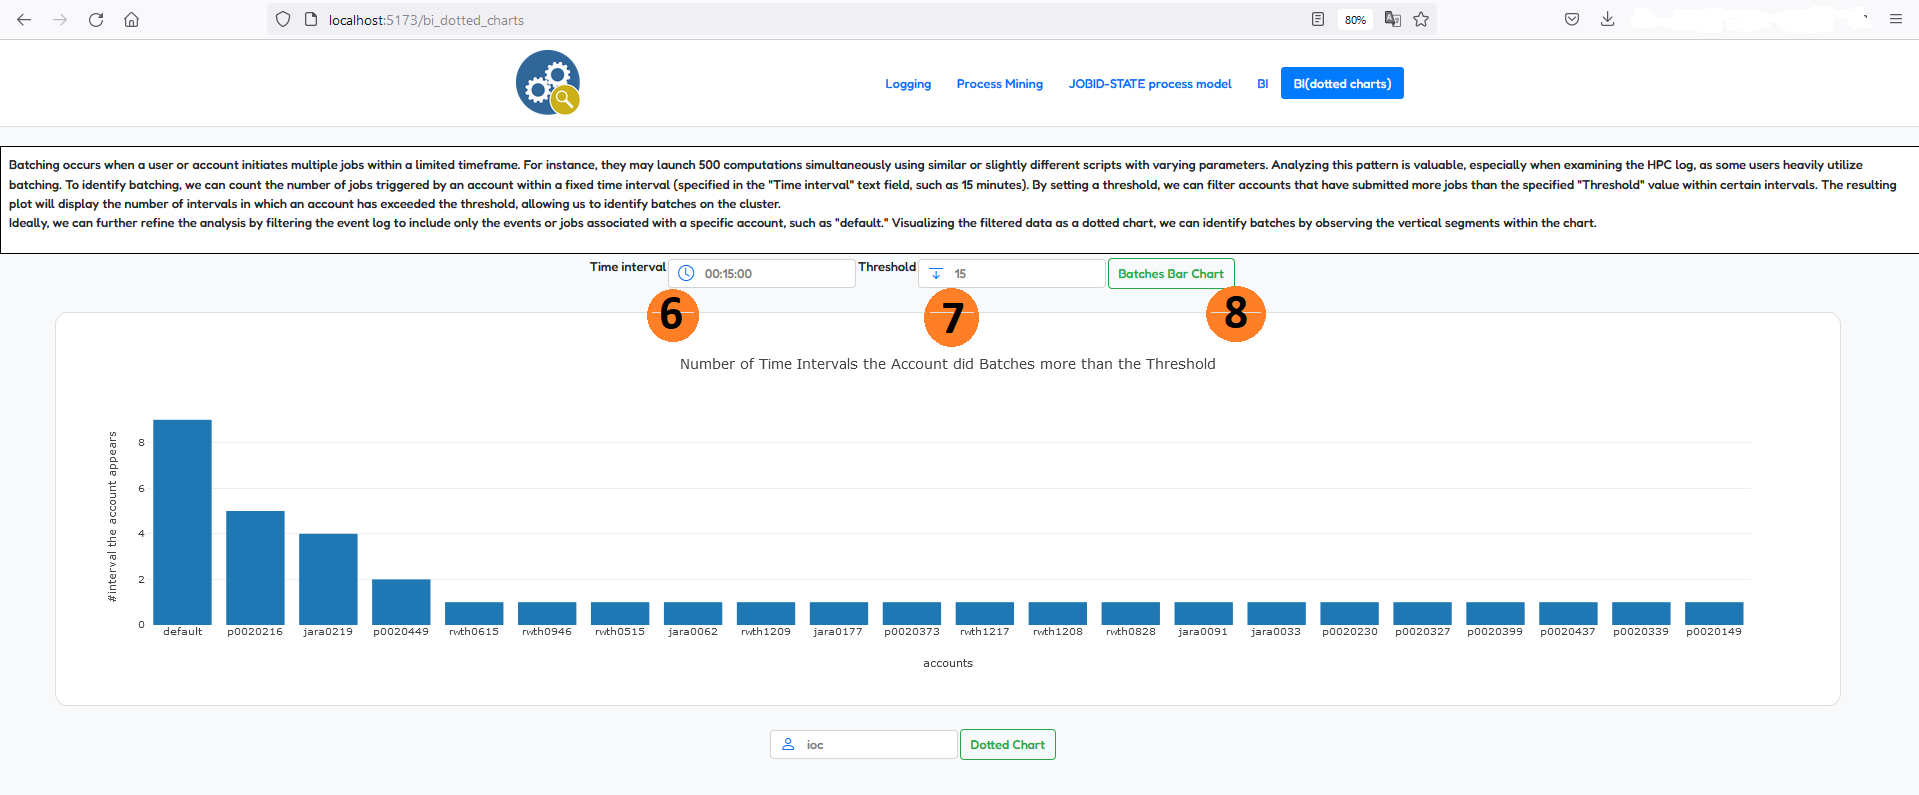 localhost:5173/bi_dotted_charts
80%
Logging Process Mining JOBID-STATE process model BI BI(dotted charts)
Batching occurs when a user or account initiates multiple jobs within a limited timeframe. For instance, they may launch 500 computations simultaneously using similar or slightly different scripts with varying parameters. Analyzing this pattern is valuable, especially when examining the HPC log, as some users heavily utilize
batching. To identify batching, we can count the number of jobs triggered by an account within a fixed time interval (specified in the "Time interval" text field, such as 15 minutes). By setting a threshold, we can filter accounts that have submitted more jobs than the specified "Threshold" value within certain intervals. The resulting
plot will display the number of intervals in which an account has exceeded the threshold, allowing us to identify batches on the cluster.
Ideally, we can further refine the analysis by filtering the event log to include only the events or jobs associated with a specific account, such as "default." Visualizing the filtered data as a dotted chart, we can identify batches by observing the vertical segments within the chart.
Time interval 00:15:00 Threshold 15 Batches Bar Chart
6 7 8
Number of Time Intervals the Account did Batches more than the Threshold
#interval the account appears
8
6
4
2
0
default p0020216 jara0219 p0020449 rwth0615 rwth0946 rwth0515 jara0062 rwth1209 jara0177 p0020373 rwth1217 rwth1208 rwth0828 jara0091 jara0033 p0020230 p0020327 p0020399 p0020437 p0020339 p0020149
accounts
ioc Dotted Chart